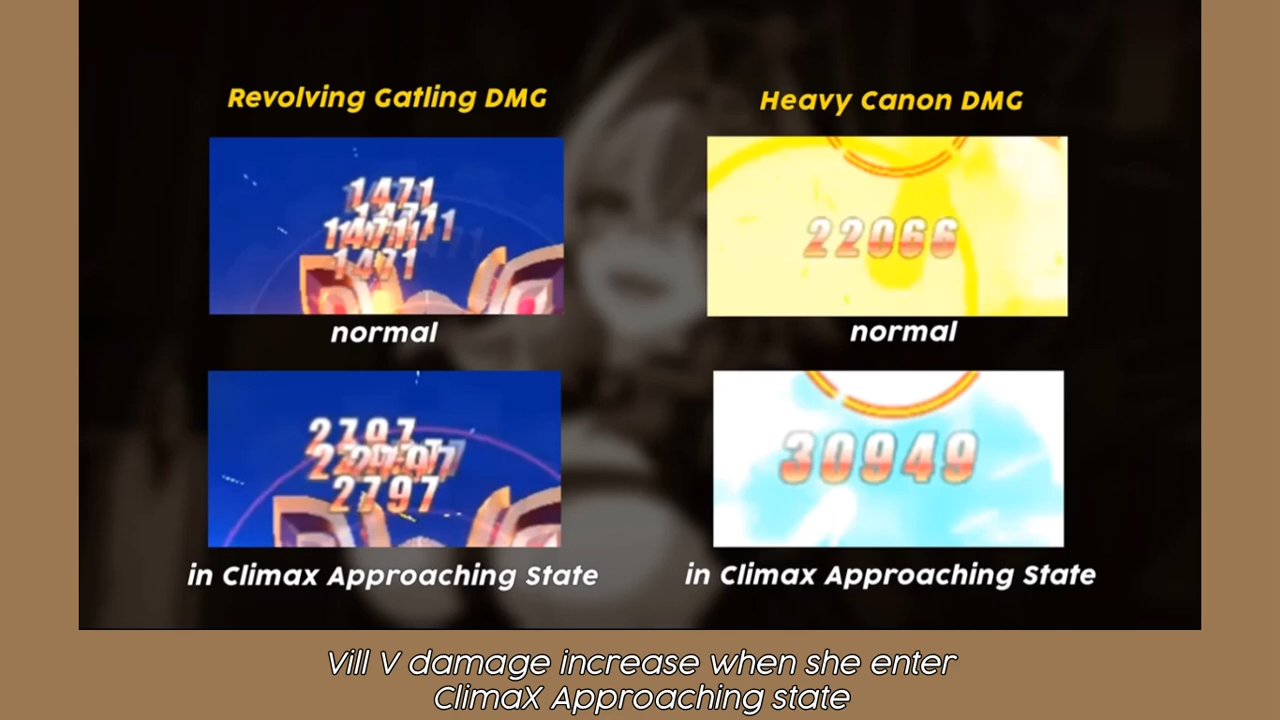 Revolving Gatling DMG
Heavy Canon DMG
1471
1471
1471
22066
normal
normal
2797
2797
30949
in Climax Approaching State
in Climax Approaching State
Vill V damage increase when she enter
ClimaX Approaching state